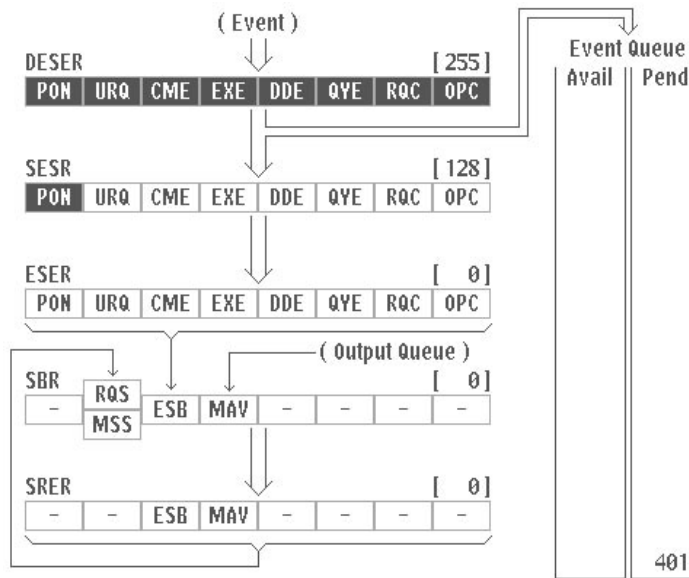 ( Event )
Event Queue
Avail Pend
DESER [ 255 ]
PON URQ CME EXE DDE QYE RQC OPC
SESR [ 128 ]
PON URQ CME EXE DDE QYE RQC OPC
ESER [ 0 ]
PON URQ CME EXE DDE QYE RQC OPC
( Output Queue )
SBR [ 0 ]
- RQS MSS ESB MAV - - - -
SRER [ 0 ]
- - ESB MAV - - - -
401